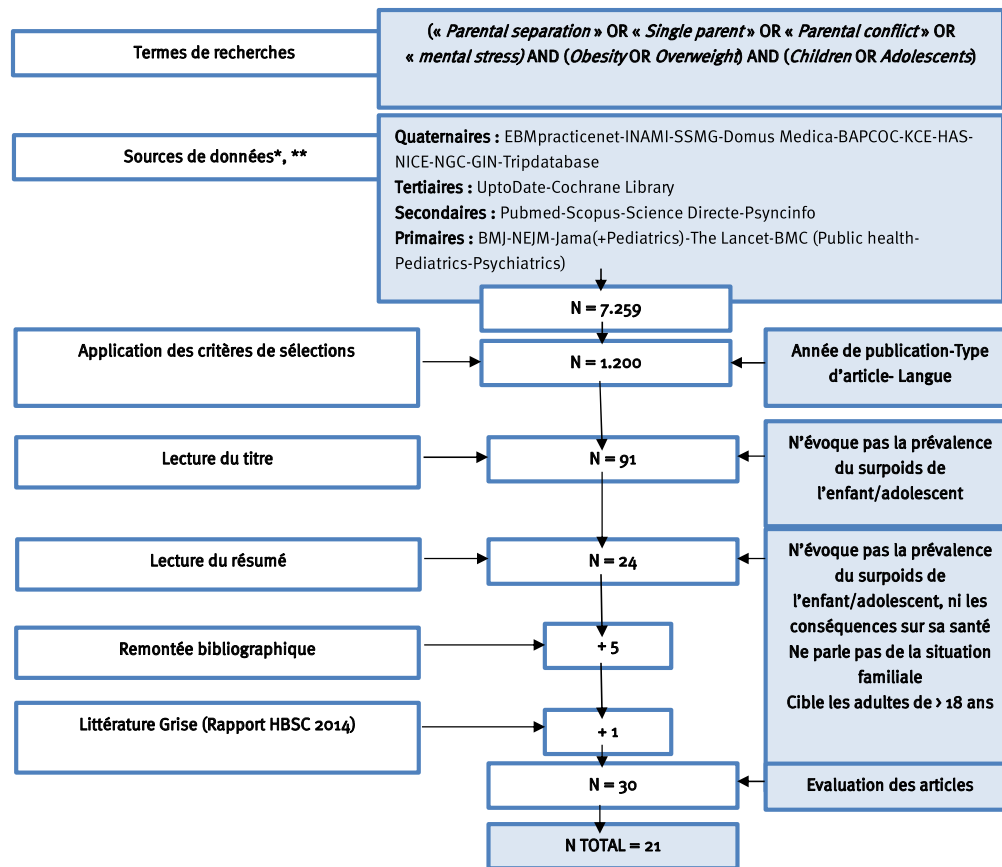 Termes de recherches
(« Parental separation » OR « Single parent » OR « Parental conflict » OR
« mental stress) AND (Obesity OR Overweight) AND (Children OR Adolescents)
Sources de données*, **
Quaternaires : EBMpracticenet-INAMI-SSMG-Domus Medica-BAPCOC-KCE-HAS-
NICE-NGC-GIN-Tripdatabase
Tertiaires : UptoDate-Cochrane Library
Secondaires : Pubmed-Scopus-Science Directe-Psyncinfo
Primaires : BMJ-NEJM-Jama(+Pediatrics)-The Lancet-BMC (Public health-
Pediatrics-Psychiatrics)
N = 7.259
Application des critères de sélections
N = 1.200
Année de publication-Type
d'article- Langue
Lecture du titre
N = 91
N'évoque pas la prévalence
du surpoids de
l'enfant/adolescent
Lecture du résumé
N = 24
N'évoque pas la prévalence
du surpoids de
l'enfant/adolescent, ni les
conséquences sur sa santé
Ne parle pas de la situation
familiale
Cible les adultes de > 18 ans
Remontée bibliographique
+ 5
Littérature Grise (Rapport HBSC 2014)
+ 1
N = 30
Evaluation des articles
N TOTAL = 21